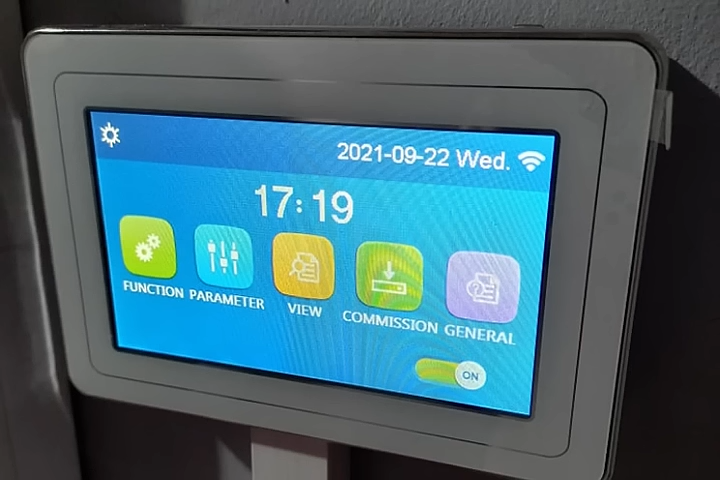 2021-09-22 Wed.
17:19
FUNCTION PARAMETER VIEW COMMISSION GENERAL
ON